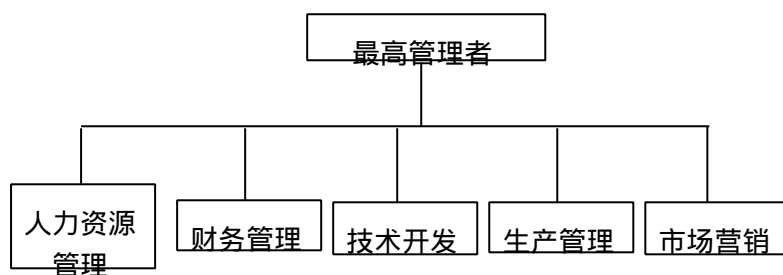 最高管理者
人力资源
管理
财务管理
技术开发
生产管理
市场营销